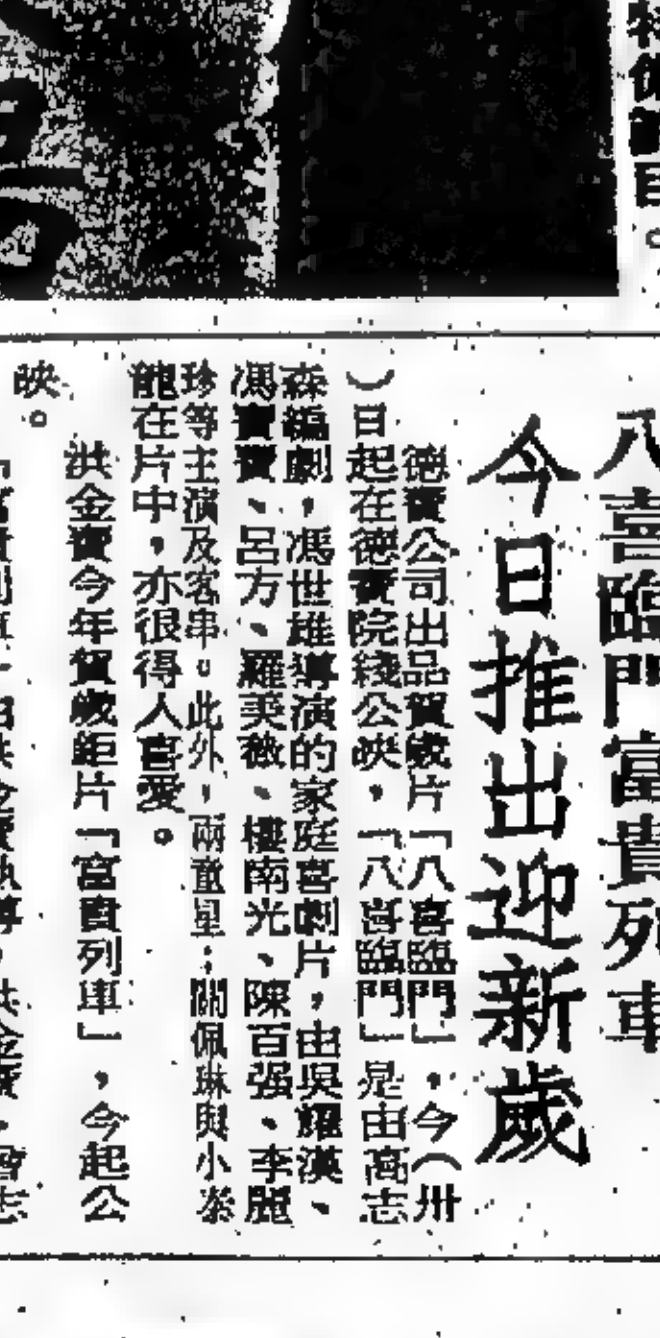 八喜臨門富貴列車
今日推出迎新歲
德寶公司出品賀歲片「八喜臨門」，今（卅
）日起在德寶院綫公映，「八喜臨門」是由高志
森編劇，馮世雄導演的家庭喜劇片，由吳耀漢、
馮寶寶、呂方、羅美薇、樓南光、陳百强、李麗
珍等主演及客串。此外，兩童星：關佩琳與小泰
龍在片中，亦很得人喜愛。
洪金寶今年賀歲鉅片「富貴列車」，今起公
映。